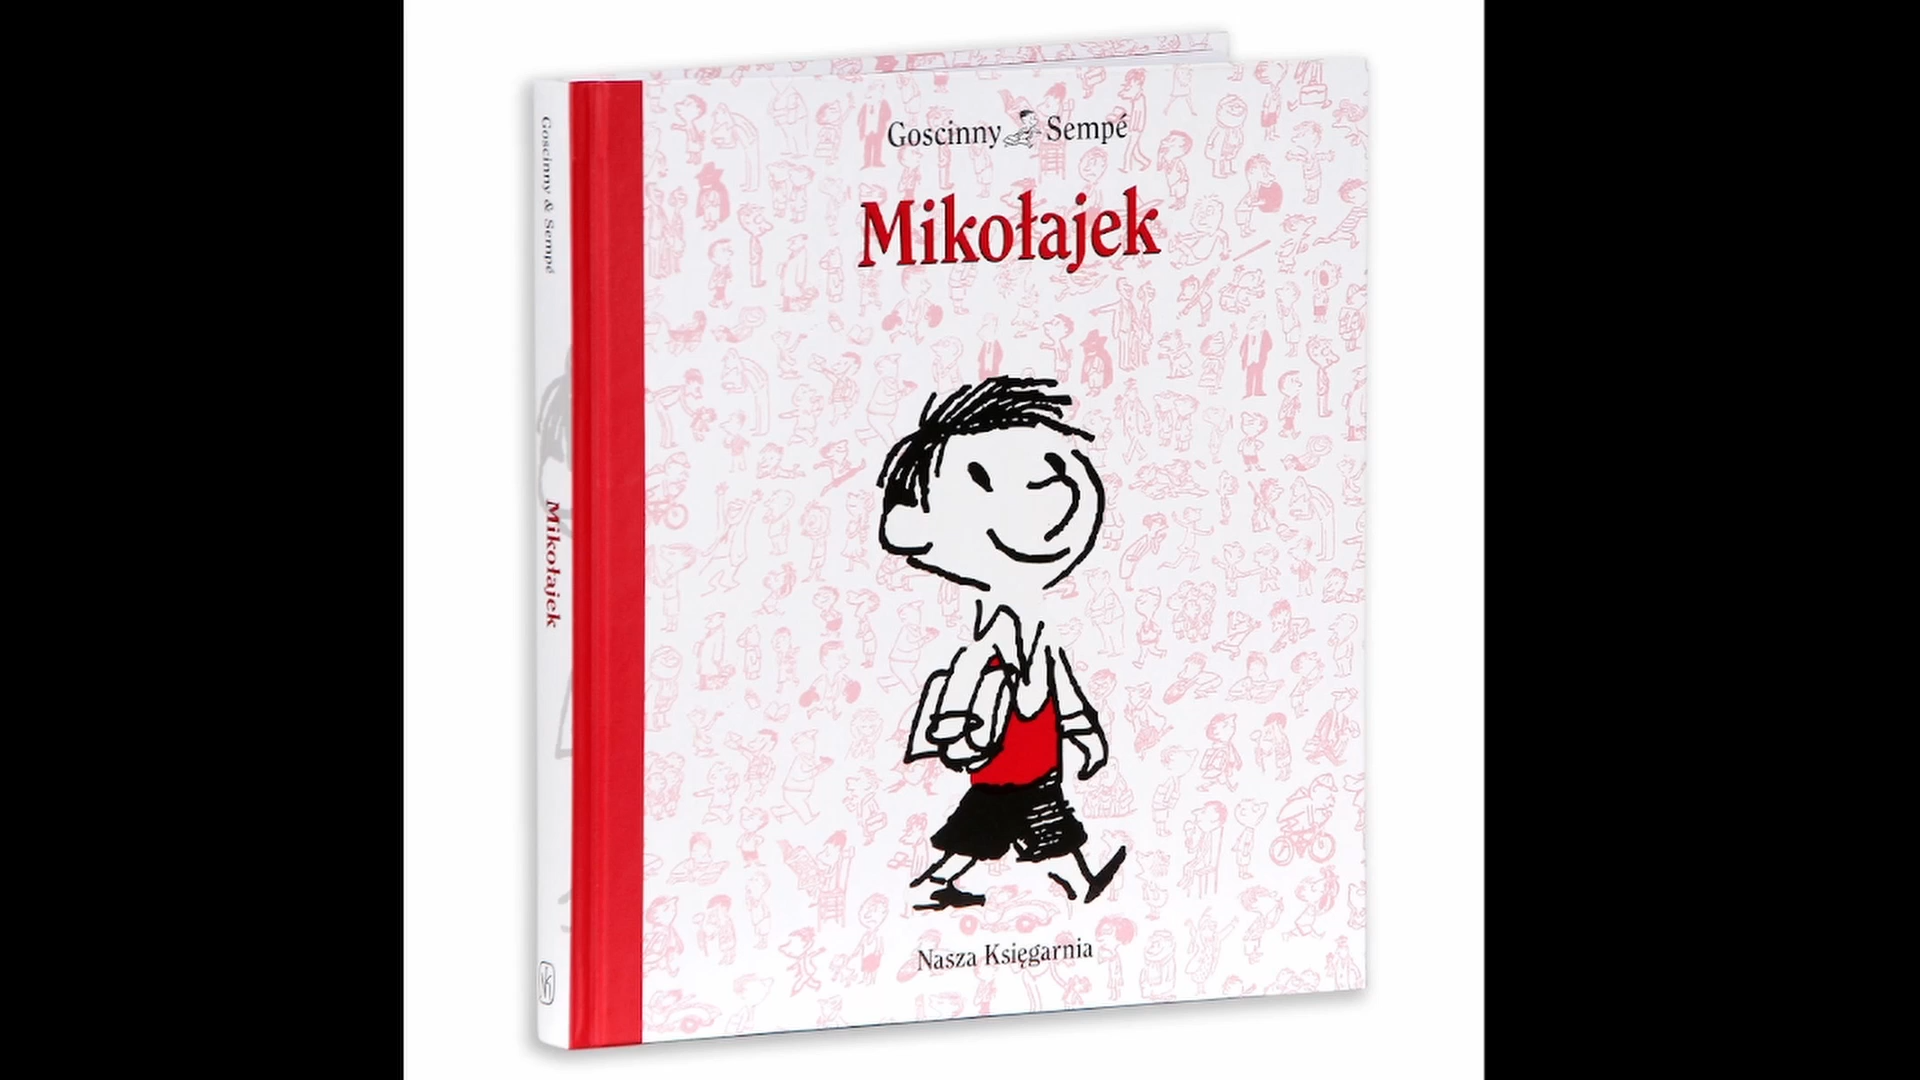 Goscinny & Sempé
Mikołajek
Goscinny Sempé
Mikołajek
Nasza Księgarnia